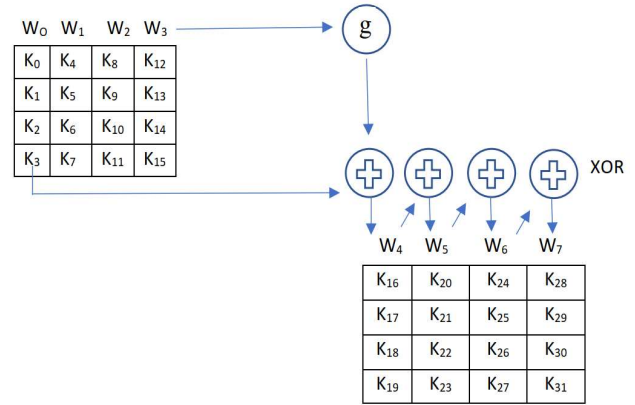 W₀ W₁ W₂ W₃
g
K₀ K₄ K₈ K₁₂
K₁ K₅ K₉ K₁₃
K₂ K₆ K₁₀ K₁₄
K₃ K₇ K₁₁ K₁₅
XOR
W₄ W₅ W₆ W₇
K₁₆ K₂₀ K₂₄ K₂₈
K₁₇ K₂₁ K₂₅ K₂₉
K₁₈ K₂₂ K₂₆ K₃₀
K₁₉ K₂₃ K₂₇ K₃₁